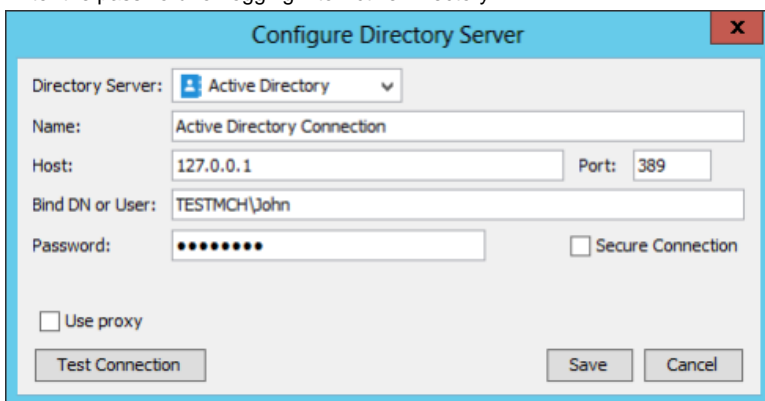 Configure Directory Server
x
Directory Server: Active Directory
Name: Active Directory Connection
Host: 127.0.0.1 Port: 389
Bind DN or User: TESTMCH\John
Password: ●●●●●●●● Secure Connection
Use proxy
Test Connection Save Cancel